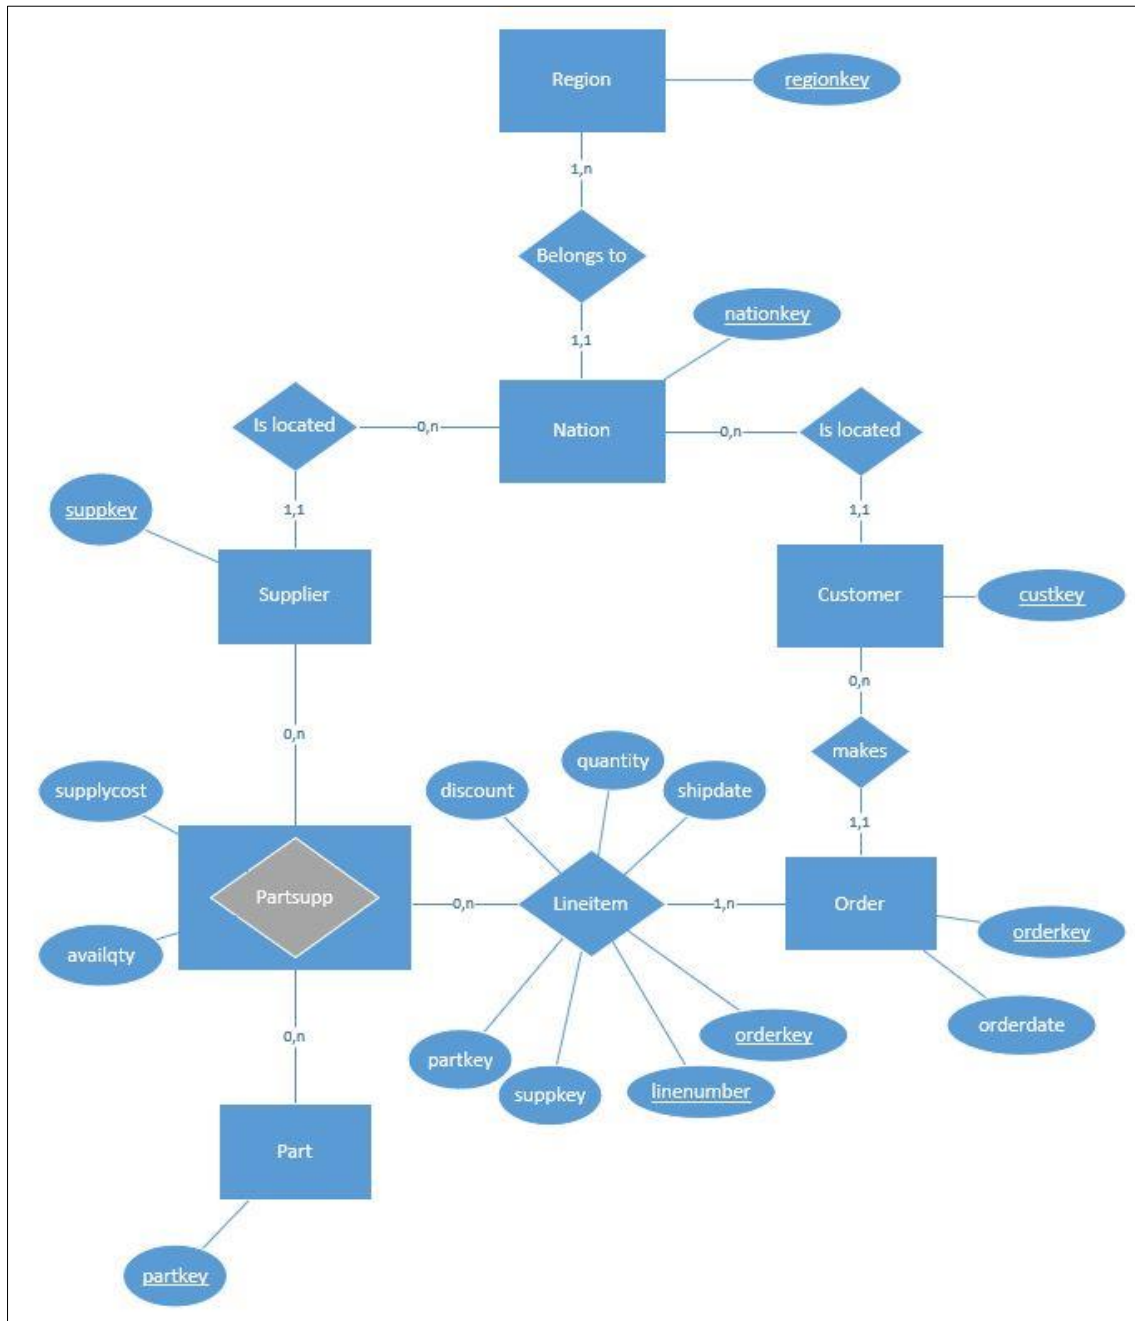 Region
regionkey
1,n
Belongs to
nationkey
1,1
Is located
0,n
Nation
0,n
Is located
suppkey
1,1
1,1
Supplier
Customer
custkey
0,n
0,n
quantity
makes
supplycost
discount
shipdate
1,1
Partsupp
0,n
Lineitem
1,n
Order
orderkey
availqty
orderdate
0,n
orderkey
partkey
suppkey
linenumber
Part
partkey